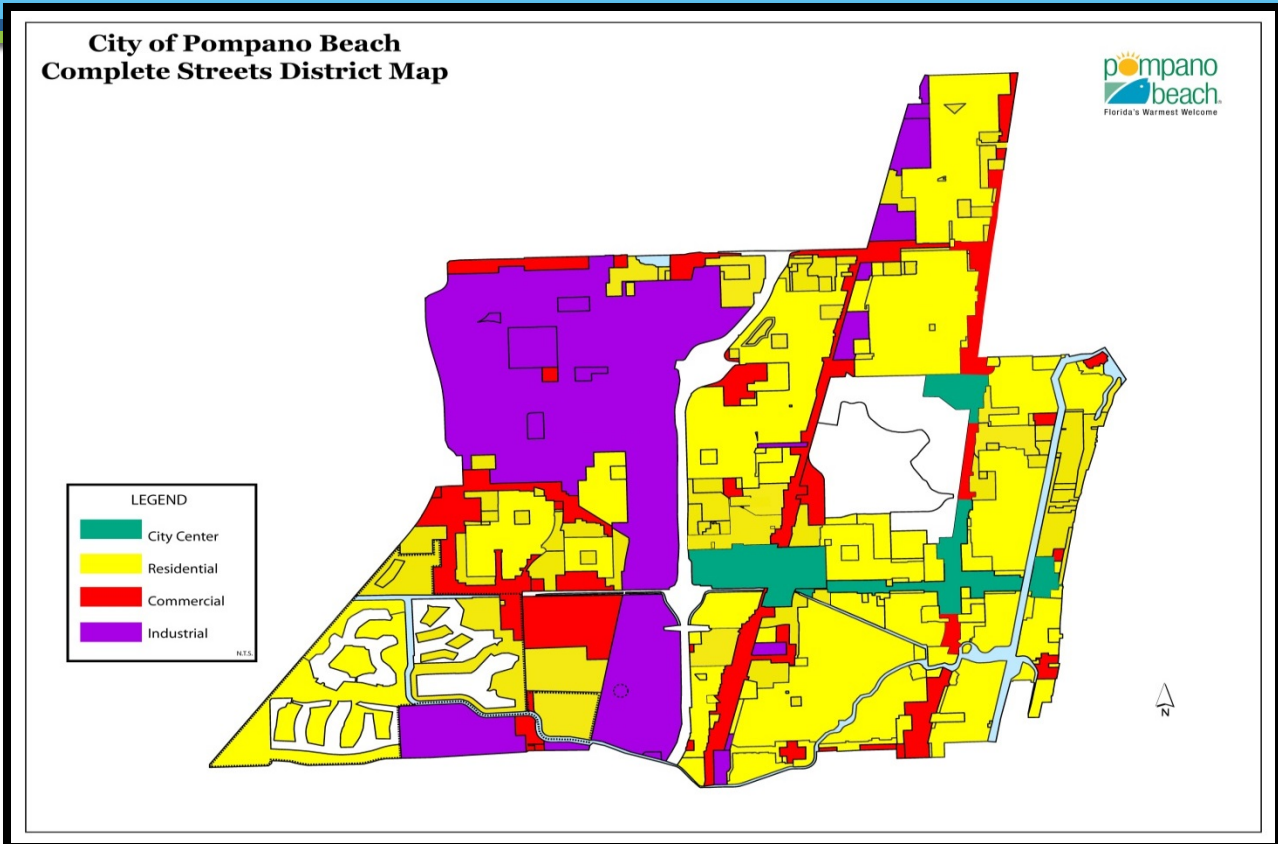 City of Pompano Beach
Complete Streets District Map
pompano
beach.
Florida's Warmest Welcome
LEGEND
City Center
Residential
Commercial
Industrial
N.T.S.
N